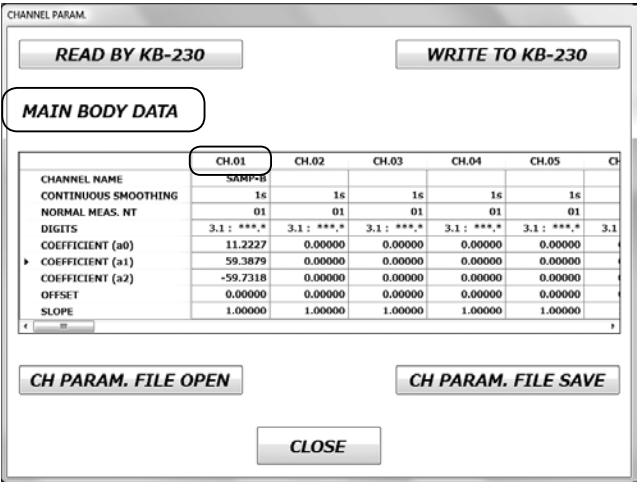 CHANNEL PARAM.
READ BY KB-230 WRITE TO KB-230
MAIN BODY DATA
CH.01 CH.02 CH.03 CH.04 CH.05 CH
CHANNEL NAME SAMP-B
CONTINUOUS SMOOTHING 1s 1s 1s 1s 1s
NORMAL MEAS. NT 01 01 01 01 01
DIGITS 3.1 : ***.* 3.1 : ***.* 3.1 : ***.* 3.1 : ***.* 3.1 : ***.* 3.1
COEFFICIENT (a0) 11.2227 0.00000 0.00000 0.00000 0.00000
COEFFICIENT (a1) 59.3879 0.00000 0.00000 0.00000 0.00000
COEFFICIENT (a2) -59.7318 0.00000 0.00000 0.00000 0.00000
OFFSET 0.00000 0.00000 0.00000 0.00000 0.00000
SLOPE 1.00000 1.00000 1.00000 1.00000 1.00000
CH PARAM. FILE OPEN CH PARAM. FILE SAVE
CLOSE